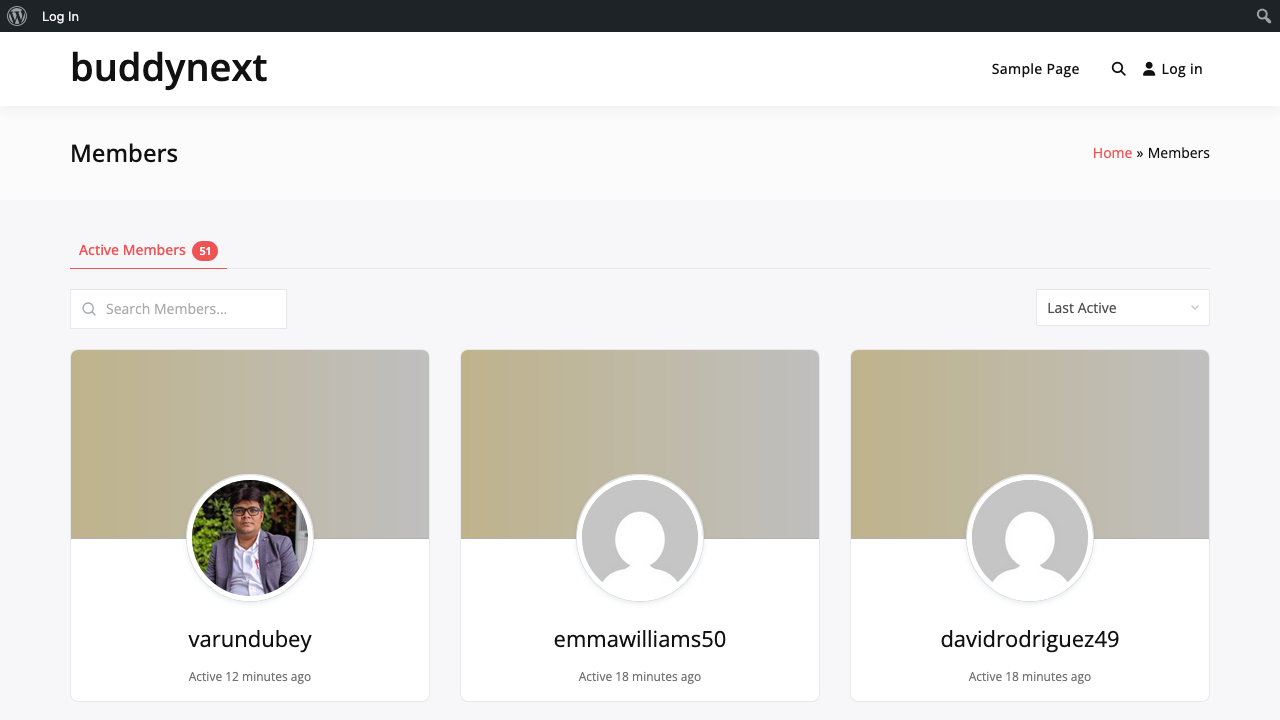 Log In
buddynext
Sample Page
Log in
Members
Home » Members
Active Members 51
Search Members...
Last Active
varundubey
Active 12 minutes ago
emmawilliams50
Active 18 minutes ago
davidrodriguez49
Active 18 minutes ago